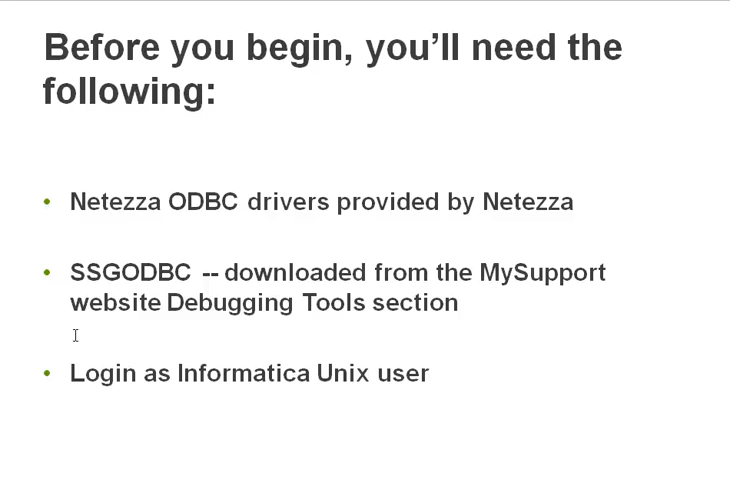 Before you begin, you’ll need the
following:
• Netezza ODBC drivers provided by Netezza
• SSGODBC -- downloaded from the MySupport
website Debugging Tools section
• Login as Informatica Unix user